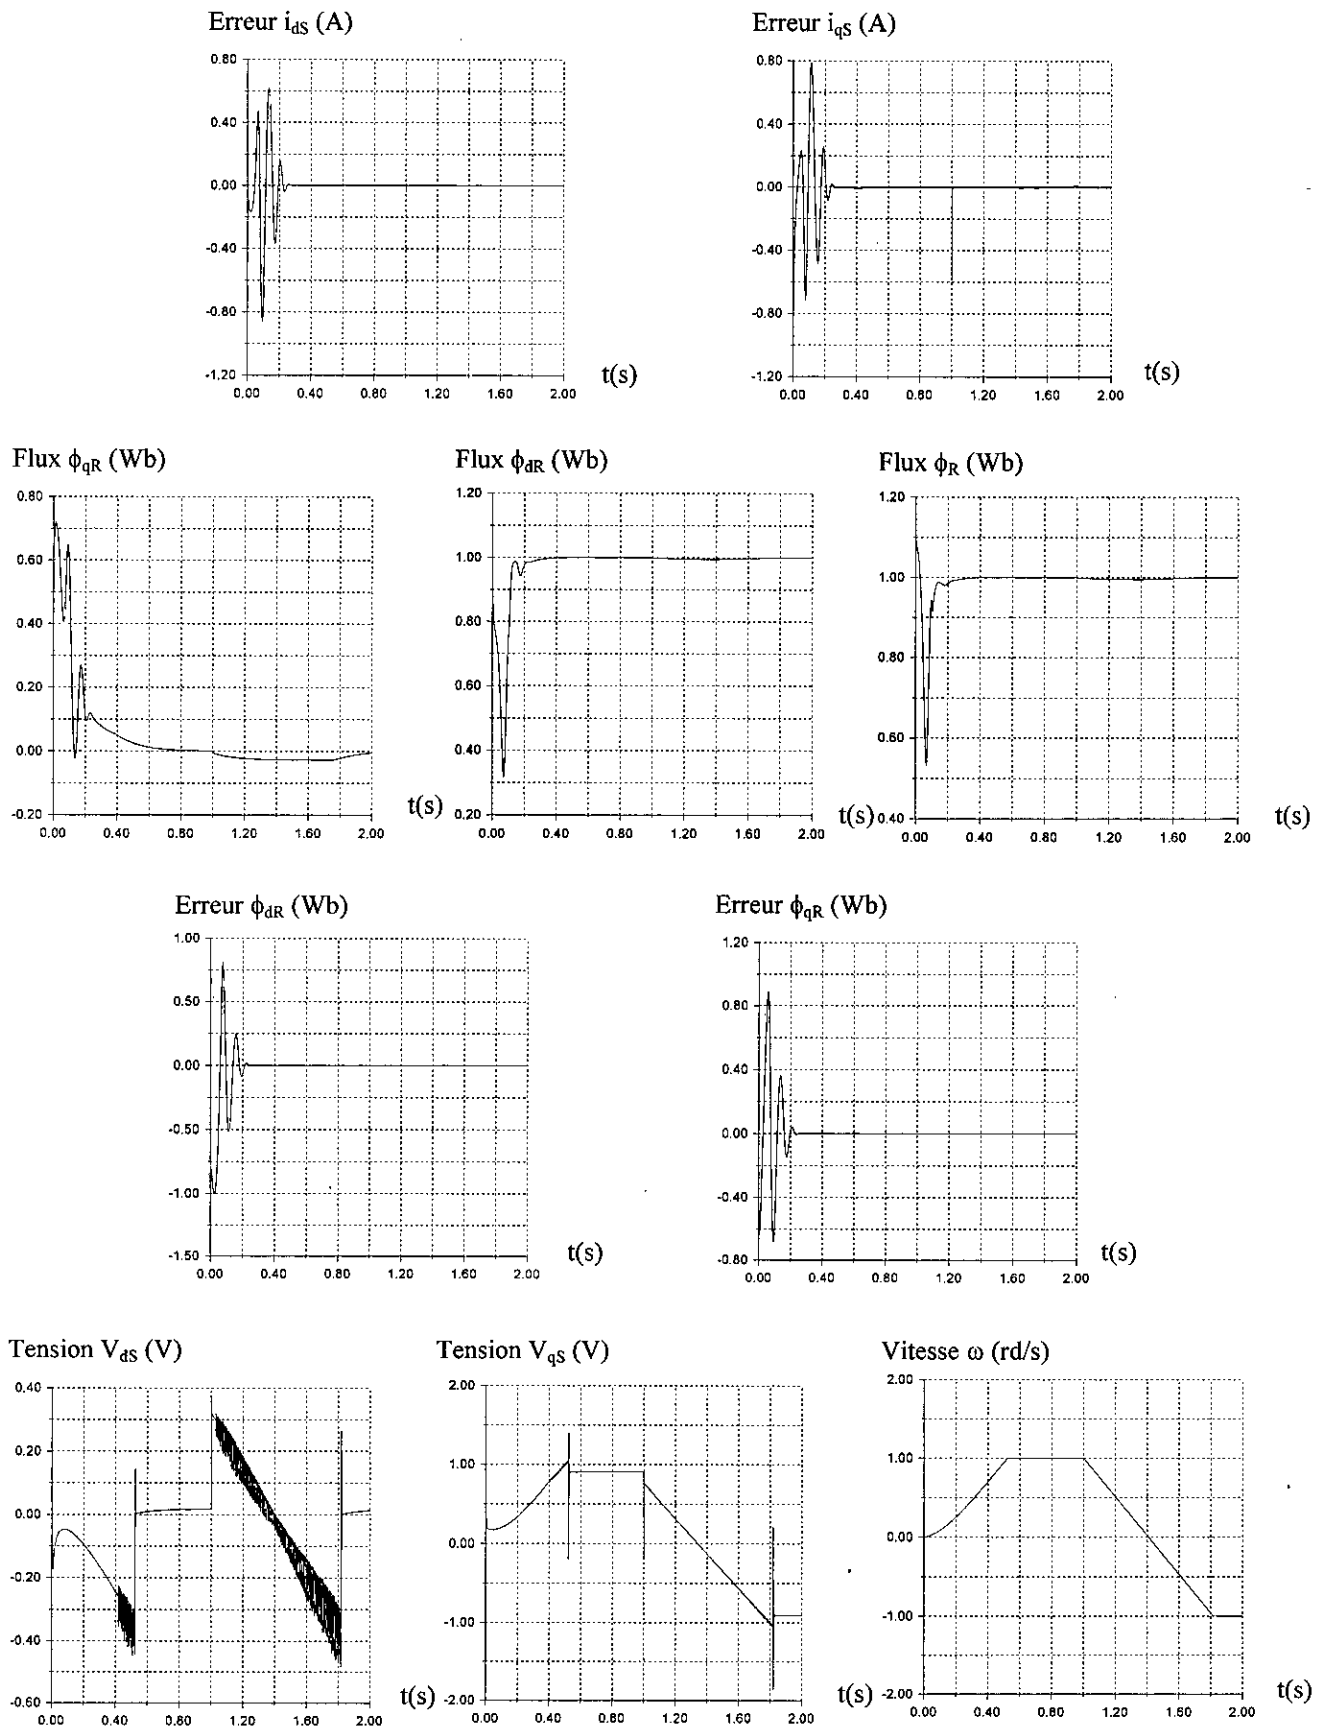 Erreur i_dS (A)
Erreur i_qS (A)
0.80
0.40
0.00
-0.40
-0.80
-1.20
0.00 0.40 0.80 1.20 1.60 2.00
t(s)
0.80
0.40
0.00
-0.40
-0.80
-1.20
0.00 0.40 0.80 1.20 1.60 2.00
t(s)
Flux ϕ_qR (Wb)
Flux ϕ_dR (Wb)
Flux ϕ_R (Wb)
0.80
0.60
0.40
0.20
0.00
-0.20
0.00 0.40 0.80 1.20 1.60 2.00
t(s)
1.20
1.00
0.80
0.60
0.40
0.20
0.00 0.40 0.80 1.20 1.60 2.00
t(s)
1.20
1.00
0.80
0.60
0.40
0.00 0.40 0.80 1.20 1.60 2.00
t(s)
Erreur ϕ_dR (Wb)
Erreur ϕ_qR (Wb)
1.00
0.50
0.00
-0.50
-1.00
-1.50
0.00 0.40 0.80 1.20 1.60 2.00
t(s)
1.20
0.80
0.40
0.00
-0.40
-0.80
0.00 0.40 0.80 1.20 1.60 2.00
t(s)
Tension V_dS (V)
Tension V_qS (V)
Vitesse ω (rd/s)
0.40
0.20
0.00
-0.20
-0.40
-0.60
0.00 0.40 0.80 1.20 1.60 2.00
t(s)
2.00
1.00
0.00
-1.00
-2.00
0.00 0.40 0.80 1.20 1.60 2.00
t(s)
2.00
1.00
0.00
-1.00
-2.00
0.00 0.40 0.80 1.20 1.60 2.00
t(s)